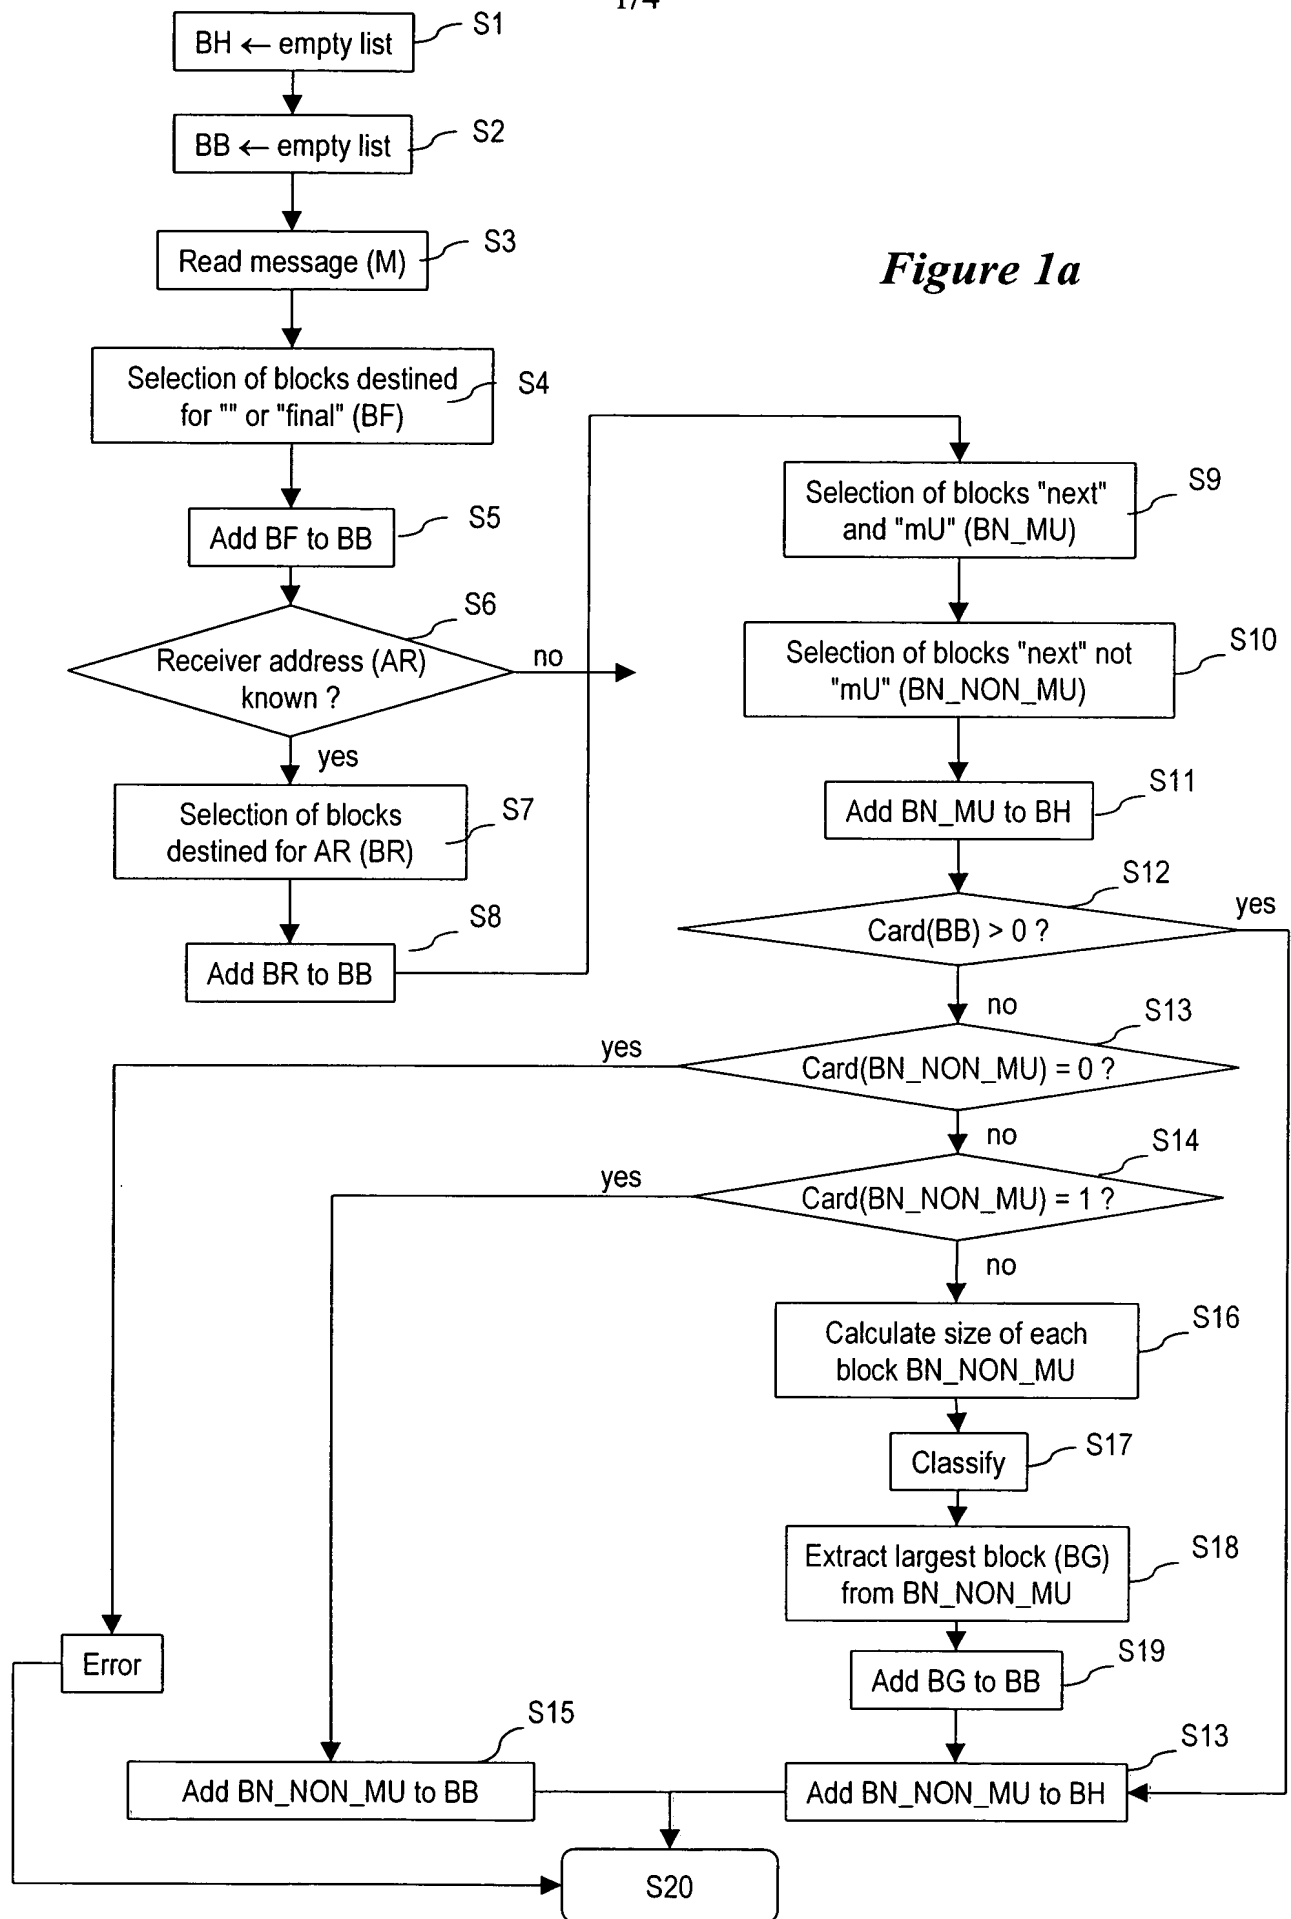 1/4
BH ← empty list
S1
BB ← empty list
S2
Read message (M)
S3
Figure 1a
Selection of blocks destined
for "" or "final" (BF)
S4
Add BF to BB
S5
Receiver address (AR)
known ?
S6
no
yes
Selection of blocks
destined for AR (BR)
S7
Add BR to BB
S8
Selection of blocks "next"
and "mU" (BN_MU)
S9
Selection of blocks "next" not
"mU" (BN_NON_MU)
S10
Add BN_MU to BH
S11
Card(BB) > 0 ?
S12
yes
no
Card(BN_NON_MU) = 0 ?
S13
yes
no
Card(BN_NON_MU) = 1 ?
S14
yes
no
Calculate size of each
block BN_NON_MU
S16
Classify
S17
Extract largest block (BG)
from BN_NON_MU
S18
Error
Add BG to BB
S19
Add BN_NON_MU to BB
S15
Add BN_NON_MU to BH
S13
S20